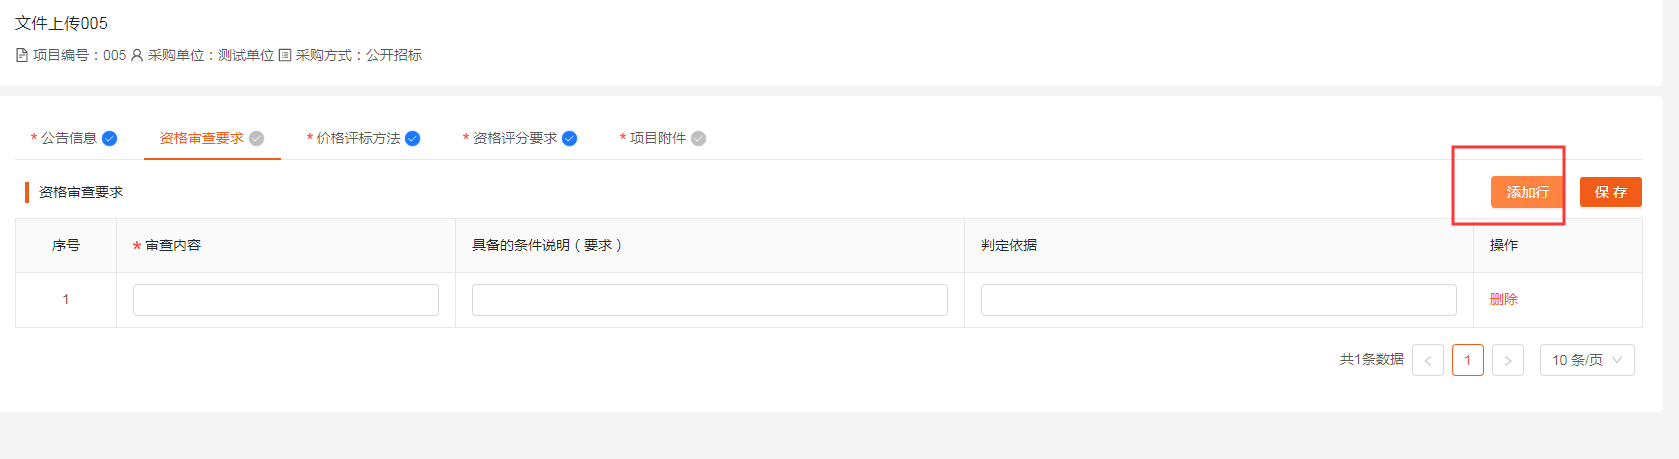 文件上传005
项目编号：005 采购单位：测试单位 采购方式：公开招标
* 公告信息 资格审查要求 * 价格评标方法 * 资格评分要求 * 项目附件
资格审查要求 添加行 保 存
序号 * 审查内容 具备的条件说明（要求） 判定依据 操作
1 删除
共1条数据 < 1 > 10 条/页